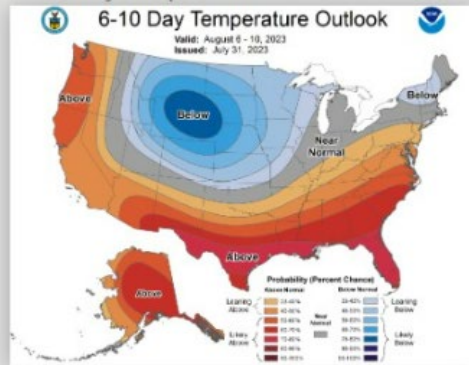 6-10 Day Temperature Outlook
Valid: August 6 - 10, 2023
Issued: July 31, 2023
Above
Below
Below
Near
Normal
Above
Above
Probability (Percent Chance)
Above Normal Below Normal
Leaning
Above
Likely
Above
Near
Normal
Leaning
Below
Likely
Below